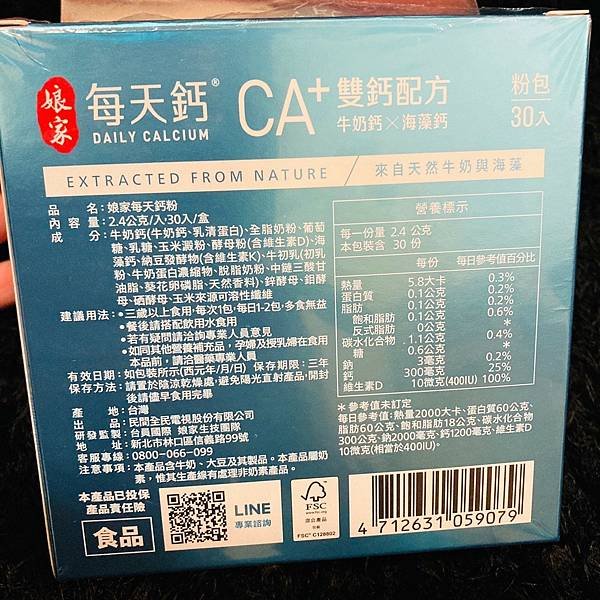 娘家
每天鈣®
DAILY CALCIUM
CA+
雙鈣配方
牛奶鈣×海藻鈣
粉包
30入
EXTRACTED FROM NATURE / 來自天然牛奶與海藻
品 名:娘家每天鈣粉
內 容 量:2.4公克/入,30入/盒
成 分:牛奶鈣(牛奶鈣、乳清蛋白)、全脂奶粉、葡萄
糖、乳糖、玉米澱粉、酵母粉(含維生素D)、海
藻鈣、納豆發酵物(含維生素K)、牛初乳(初乳
粉、牛奶蛋白濃縮物、脫脂奶粉、中鏈三酸甘
油脂、葵花卵磷脂、天然香料)、鋅酵母、鉬酵
母、硒酵母、玉米來源可溶性纖維
建議用法:•三歲以上食用,每次1包,每日1-2包,多食無益
•餐後請搭配飲用水食用
•若有疑問請洽詢專業人員意見
•如同其他營養補充品,孕婦及授乳婦在食用
本品前,請洽醫藥專業人員
有效日期:如包裝所示(西元年/月/日) 保存期限:三年
保存方法:請置於陰涼乾燥處,避免陽光直射產品,開封
後請儘早食用完畢
產 地:台灣
出 品:民間全民電視股份有限公司
研發監製:台員國際 娘家生技團隊
地 址:新北市林口區信義路99號
客服專線:0800-066-099
注意事項:本產品含牛奶、大豆及其製品。本產品屬奶
素,惟其生產線有處理非奶素產品。
營養標示
每一份量 2.4 公克
本包裝含 30 份
每份 每日參考值百分比
熱量 5.8大卡 0.3%
蛋白質 0.1公克 0.2%
脂肪 0.1公克 0.2%
飽和脂肪 0.1公克 0.6%
反式脂肪 0公克 *
碳水化合物 1.1公克 0.4%
糖 0.6公克 *
鈉 3毫克 0.2%
鈣 300毫克 25%
維生素D 10微克(400IU) 100%
*參考值未訂定
每日參考值:熱量2000大卡、蛋白質60公克、
脂肪60公克、飽和脂肪18公克、碳水化合物
300公克、鈉2000毫克、鈣1200毫克、維生素D
10微克(相當於400IU)。
本產品已投保
產品責任險
食品
LINE
專業諮詢
FSC
www.fsc.org
混合產品
包裝
FSC® C128802
4 712631 059079